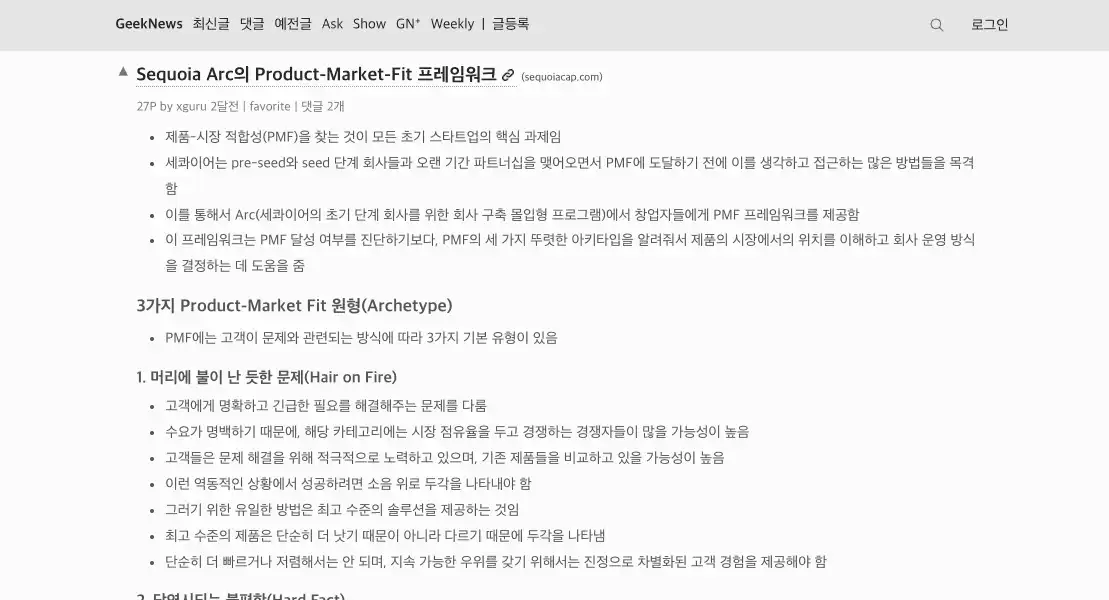 GeekNews 최신글 댓글 예전글 Ask Show GN+ Weekly | 글등록 로그인
▲ Sequoia Arc의 Product-Market-Fit 프레임워크 (sequoiacap.com)
27P by xguru 2달전 | favorite | 댓글 2개
• 제품-시장 적합성(PMF)을 찾는 것이 모든 초기 스타트업의 핵심 과제임
• 세콰이어는 pre-seed와 seed 단계 회사들과 오랜 기간 파트너십을 맺어오면서 PMF에 도달하기 전에 이를 생각하고 접근하는 많은 방법들을 목격
함
• 이를 통해서 Arc(세콰이어의 초기 단계 회사를 위한 회사 구축 몰입형 프로그램)에서 창업자들에게 PMF 프레임워크를 제공함
• 이 프레임워크는 PMF 달성 여부를 진단하기보다, PMF의 세 가지 뚜렷한 아키타입을 알려줘서 제품의 시장에서의 위치를 이해하고 회사 운영 방식
을 결정하는 데 도움을 줌
3가지 Product-Market Fit 원형(Archetype)
• PMF에는 고객이 문제와 관련되는 방식에 따라 3가지 기본 유형이 있음
1. 머리에 불이 난 듯한 문제(Hair on Fire)
• 고객에게 명확하고 긴급한 필요를 해결해주는 문제를 다룸
• 수요가 명백하기 때문에, 해당 카테고리에는 시장 점유율을 두고 경쟁하는 경쟁자들이 많을 가능성이 높음
• 고객들은 문제 해결을 위해 적극적으로 노력하고 있으며, 기존 제품들을 비교하고 있을 가능성이 높음
• 이런 역동적인 상황에서 성공하려면 소음 위로 두각을 나타내야 함
• 그러기 위한 유일한 방법은 최고 수준의 솔루션을 제공하는 것임
• 최고 수준의 제품은 단순히 더 낫기 때문이 아니라 다르기 때문에 두각을 나타냄
• 단순히 더 빠르거나 저렴해서는 안 되며, 지속 가능한 우위를 갖기 위해서는 진정으로 차별화된 고객 경험을 제공해야 함
2. 당연시되는 불편함(Hard Fact)